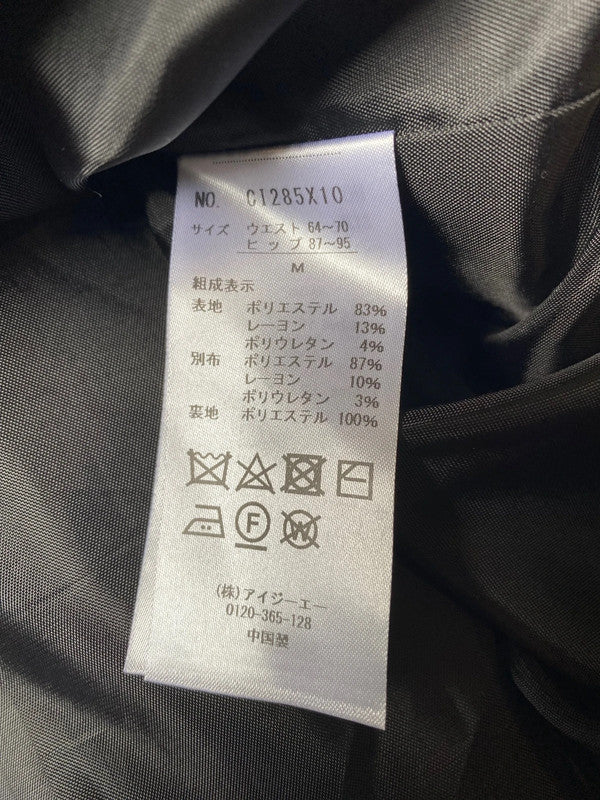 NO. CI285X10
サイズ ウエスト 64～70
ヒップ 87～95
M
組成表示
表地 ポリエステル 83%
レーヨン 13%
ポリウレタン 4%
別布 ポリエステル 87%
レーヨン 10%
ポリウレタン 3%
裏地 ポリエステル 100%
F
W
(株)アイジーエー
0120-365-128
中国製